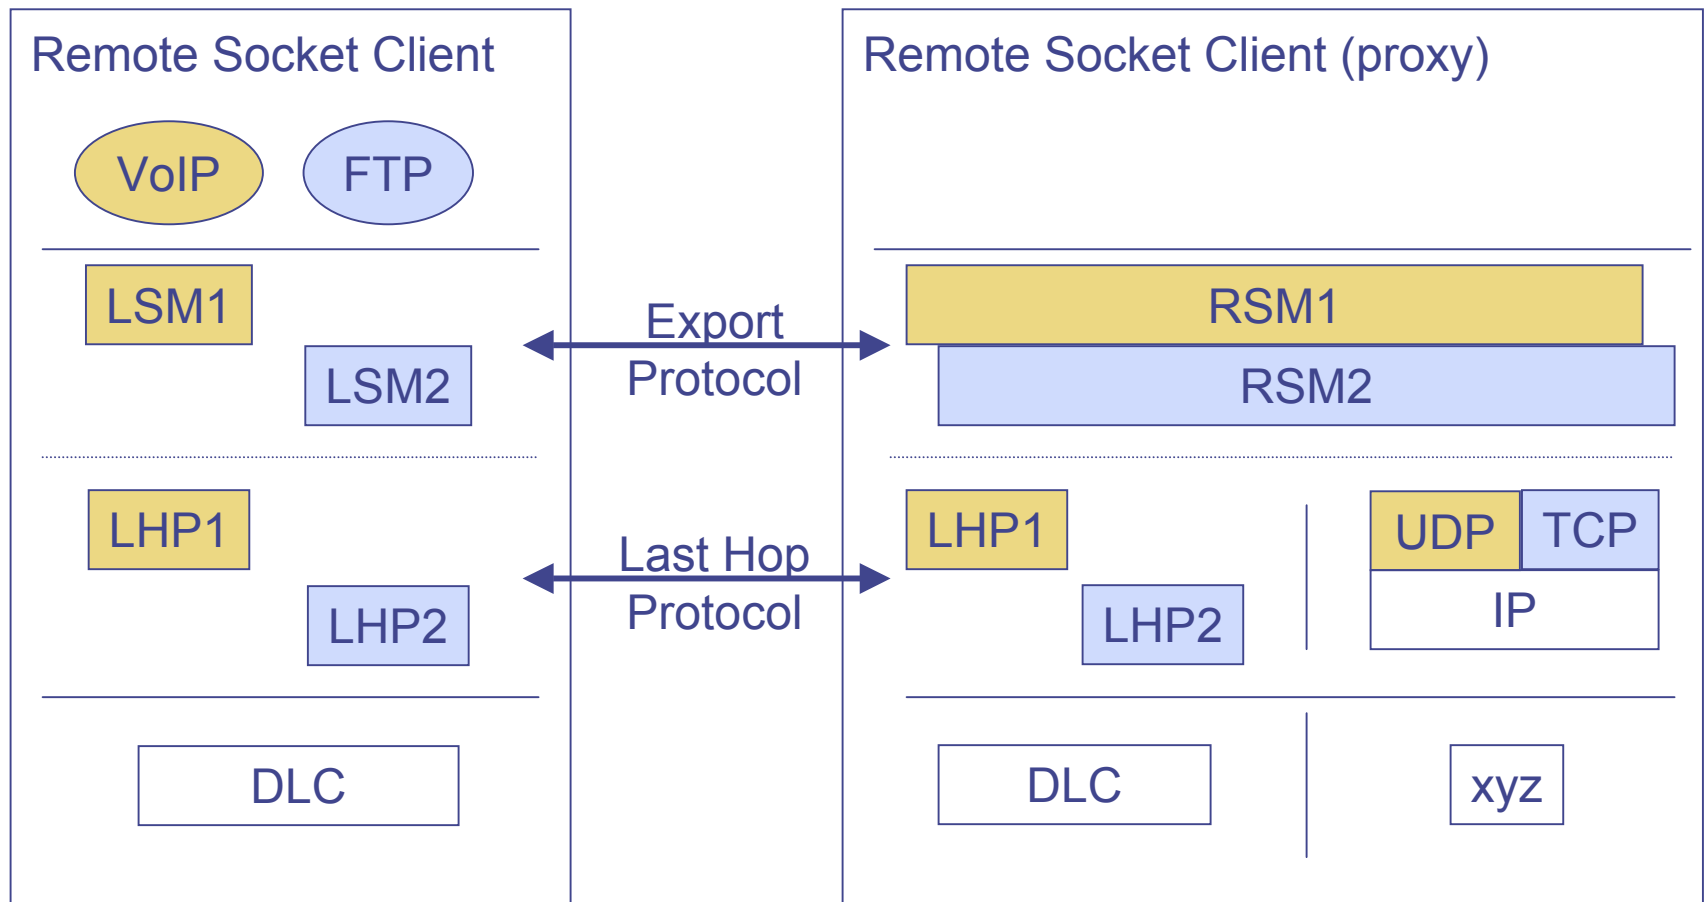 Remote Socket Client
Remote Socket Client (proxy)
VoIP
FTP
LSM1
LSM2
Export
Protocol
RSM1
RSM2
LHP1
LHP2
Last Hop
Protocol
LHP1
LHP2
UDP
TCP
IP
DLC
DLC
xyz